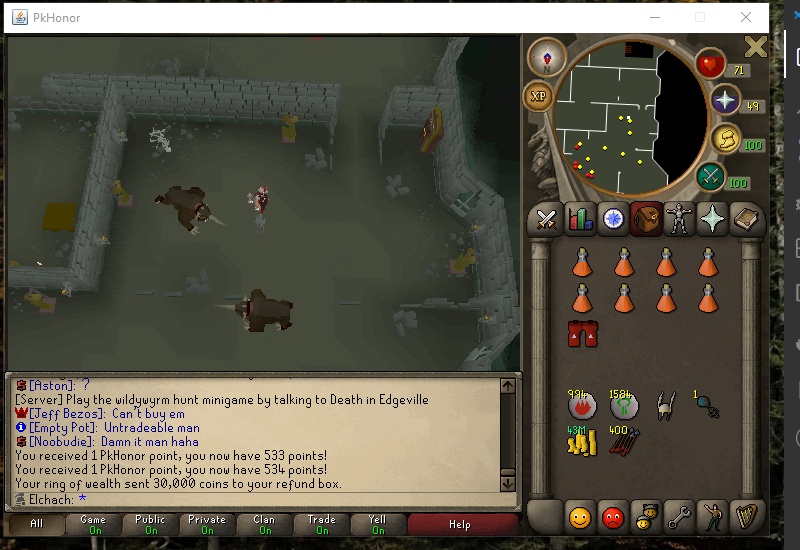 PkHonor
XP
71
49
100
100
994
1584
1
43M
400
[Aston]: ?
[Server] Play the wildywyrm hunt minigame by talking to Death in Edgeville
[Jeff Bezos]: Can't buy em
[Empty Pot]: Untradeable man
[Noobudie]: Damn it man haha
You received 1 PkHonor point, you now have 533 points!
You received 1 PkHonor point, you now have 534 points!
Your ring of wealth sent 30,000 coins to your refund box.
Elchach: *
All
Game On
Public On
Private On
Clan On
Trade On
Yell On
Help